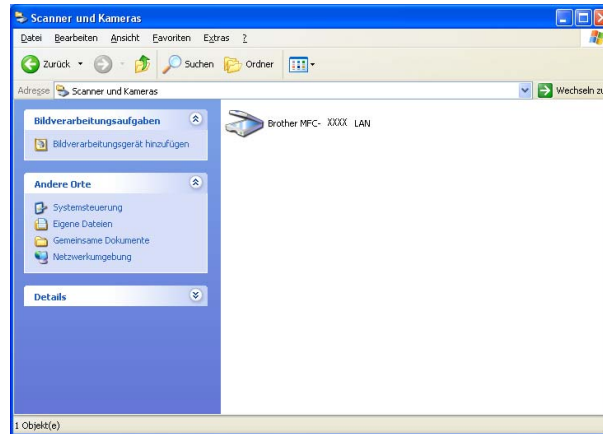 Scanner und Kameras
Datei Bearbeiten Ansicht Favoriten Extras ?
Zurück Suchen Ordner
Adresse Scanner und Kameras Wechseln zu
Bildverarbeitungsaufgaben
Bildverarbeitungsgerät hinzufügen
Brother MFC- XXXX LAN
Andere Orte
Systemsteuerung
Eigene Dateien
Gemeinsame Dokumente
Netzwerkumgebung
Details
1 Objekt(e)